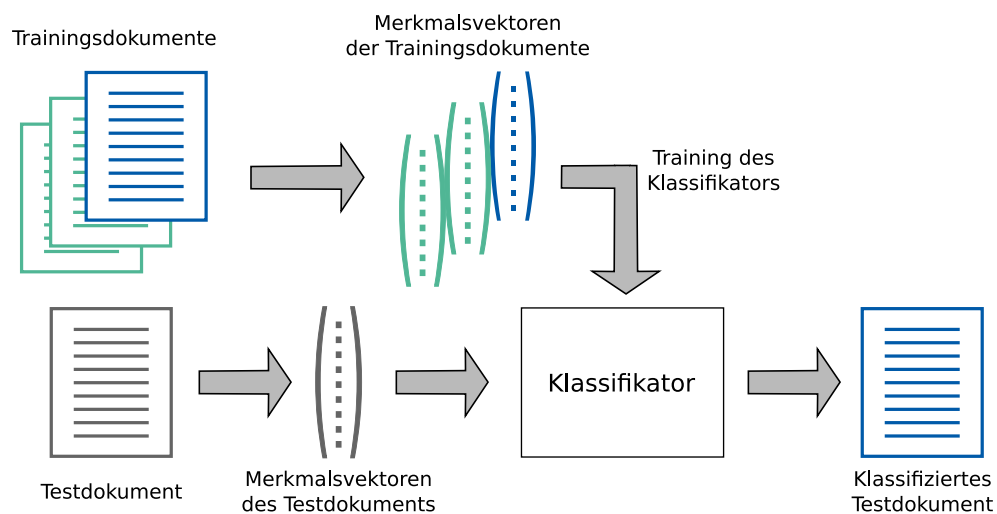 Trainingsdokumente
Merkmalsvektoren
der Trainingsdokumente
Training des
Klassifikators
Klassifikator
Testdokument
Merkmalsvektoren
des Testdokuments
Klassifiziertes
Testdokument